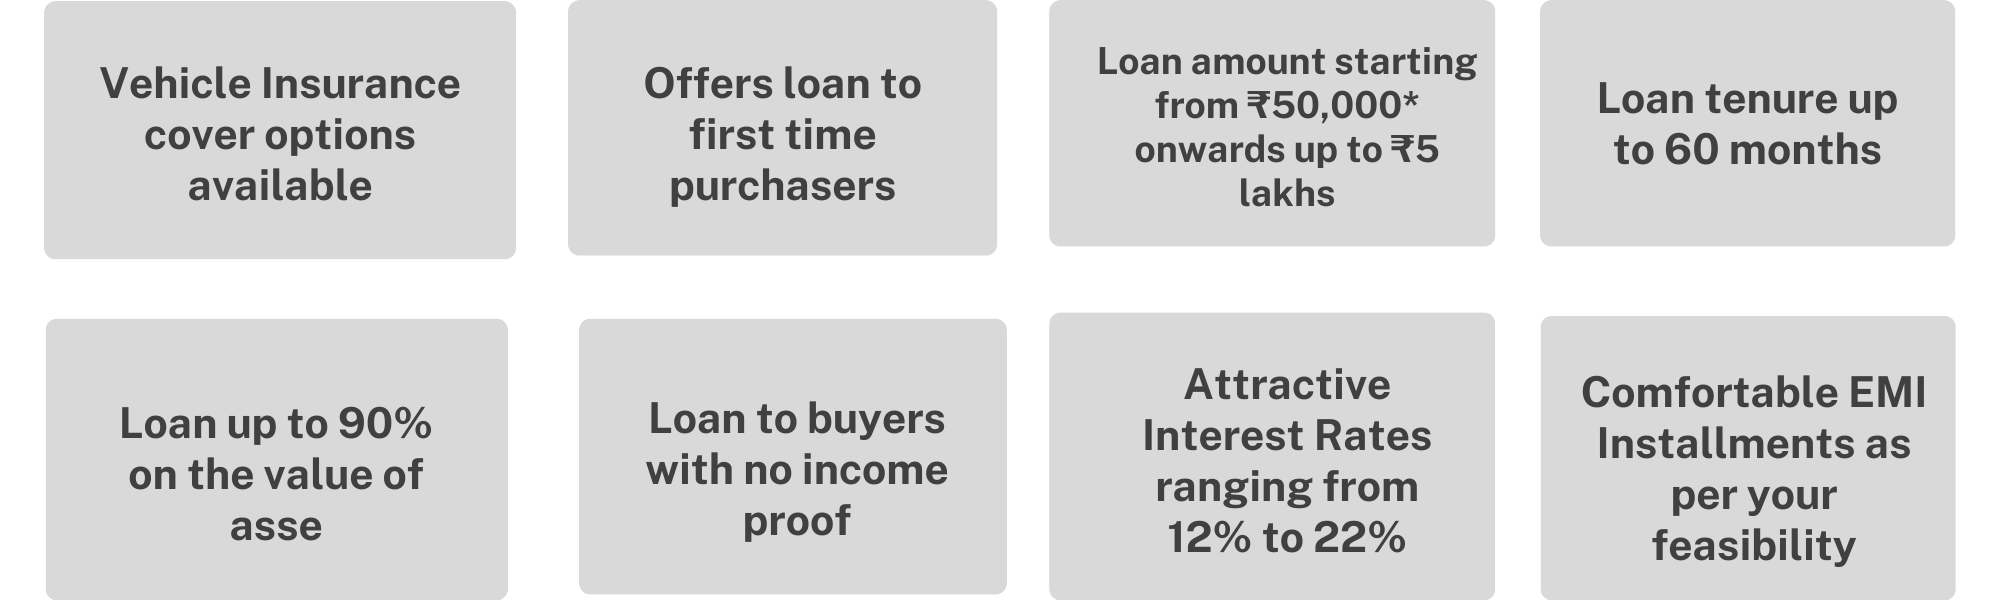 Vehicle Insurance
cover options
available
Offers loan to
first time
purchasers
Loan amount starting
from ₹50,000*
onwards up to ₹5
lakhs
Loan tenure up
to 60 months
Loan up to 90%
on the value of
asse
Loan to buyers
with no income
proof
Attractive
Interest Rates
ranging from
12% to 22%
Comfortable EMI
Installments as
per your
feasibility